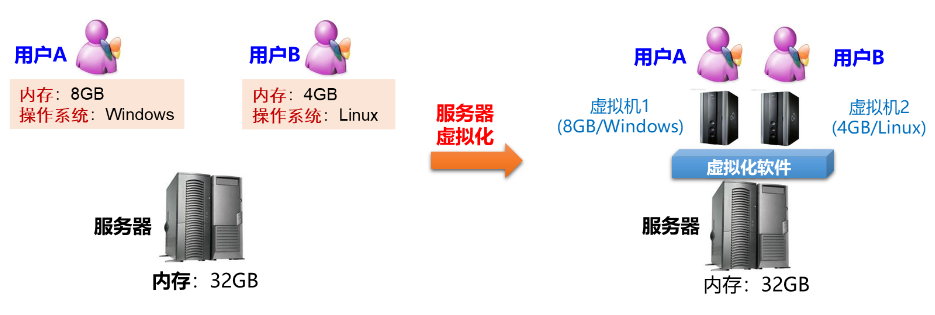 用户A
内存：8GB
操作系统：Windows
用户B
内存：4GB
操作系统：Linux
服务器
内存：32GB
服务器
虚拟化
用户A
用户B
虚拟机1
(8GB/Windows)
虚拟机2
(4GB/Linux)
虚拟化软件
服务器
内存：32GB